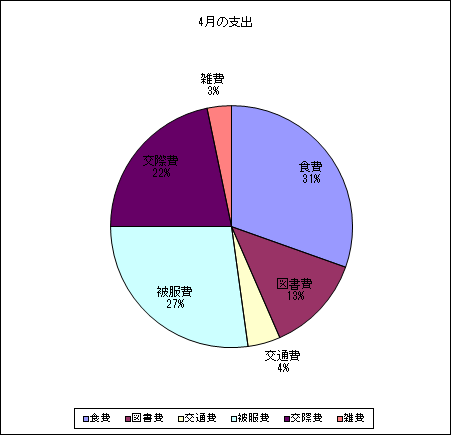 4月の支出
雑費
3%
交際費
22%
食費
31%
図書費
13%
被服費
27%
交通費
4%
食費 図書費 交通費 被服費 交際費 雑費